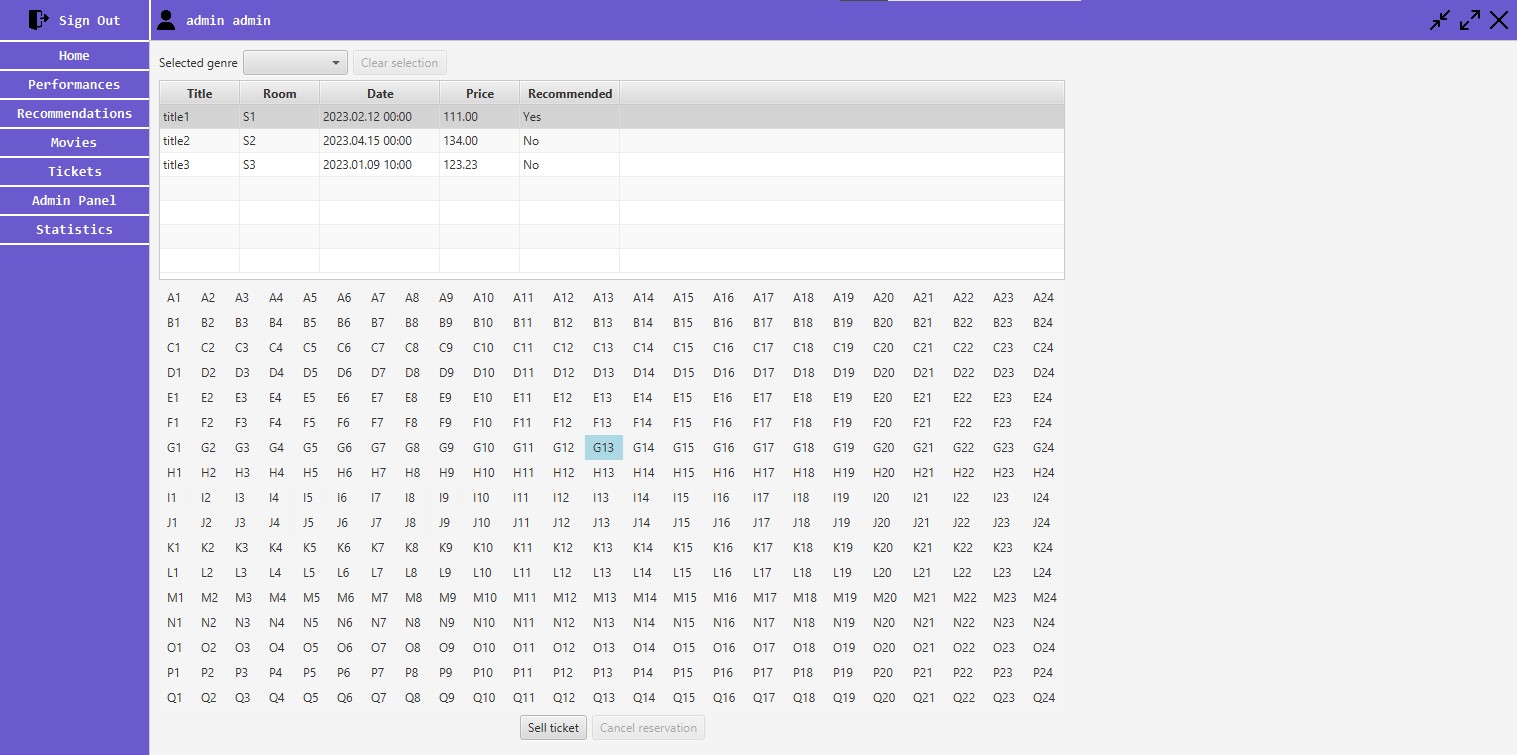 Sign Out
admin admin
Home
Performances
Recommendations
Movies
Tickets
Admin Panel
Statistics
Selected genre Clear selection
Title Room Date Price Recommended
title1 S1 2023.02.12 00:00 111.00 Yes
title2 S2 2023.04.15 00:00 134.00 No
title3 S3 2023.01.09 10:00 123.23 No
A1 A2 A3 A4 A5 A6 A7 A8 A9 A10 A11 A12 A13 A14 A15 A16 A17 A18 A19 A20 A21 A22 A23 A24
B1 B2 B3 B4 B5 B6 B7 B8 B9 B10 B11 B12 B13 B14 B15 B16 B17 B18 B19 B20 B21 B22 B23 B24
C1 C2 C3 C4 C5 C6 C7 C8 C9 C10 C11 C12 C13 C14 C15 C16 C17 C18 C19 C20 C21 C22 C23 C24
D1 D2 D3 D4 D5 D6 D7 D8 D9 D10 D11 D12 D13 D14 D15 D16 D17 D18 D19 D20 D21 D22 D23 D24
E1 E2 E3 E4 E5 E6 E7 E8 E9 E10 E11 E12 E13 E14 E15 E16 E17 E18 E19 E20 E21 E22 E23 E24
F1 F2 F3 F4 F5 F6 F7 F8 F9 F10 F11 F12 F13 F14 F15 F16 F17 F18 F19 F20 F21 F22 F23 F24
G1 G2 G3 G4 G5 G6 G7 G8 G9 G10 G11 G12 G13 G14 G15 G16 G17 G18 G19 G20 G21 G22 G23 G24
H1 H2 H3 H4 H5 H6 H7 H8 H9 H10 H11 H12 H13 H14 H15 H16 H17 H18 H19 H20 H21 H22 H23 H24
I1 I2 I3 I4 I5 I6 I7 I8 I9 I10 I11 I12 I13 I14 I15 I16 I17 I18 I19 I20 I21 I22 I23 I24
J1 J2 J3 J4 J5 J6 J7 J8 J9 J10 J11 J12 J13 J14 J15 J16 J17 J18 J19 J20 J21 J22 J23 J24
K1 K2 K3 K4 K5 K6 K7 K8 K9 K10 K11 K12 K13 K14 K15 K16 K17 K18 K19 K20 K21 K22 K23 K24
L1 L2 L3 L4 L5 L6 L7 L8 L9 L10 L11 L12 L13 L14 L15 L16 L17 L18 L19 L20 L21 L22 L23 L24
M1 M2 M3 M4 M5 M6 M7 M8 M9 M10 M11 M12 M13 M14 M15 M16 M17 M18 M19 M20 M21 M22 M23 M24
N1 N2 N3 N4 N5 N6 N7 N8 N9 N10 N11 N12 N13 N14 N15 N16 N17 N18 N19 N20 N21 N22 N23 N24
O1 O2 O3 O4 O5 O6 O7 O8 O9 O10 O11 O12 O13 O14 O15 O16 O17 O18 O19 O20 O21 O22 O23 O24
P1 P2 P3 P4 P5 P6 P7 P8 P9 P10 P11 P12 P13 P14 P15 P16 P17 P18 P19 P20 P21 P22 P23 P24
Q1 Q2 Q3 Q4 Q5 Q6 Q7 Q8 Q9 Q10 Q11 Q12 Q13 Q14 Q15 Q16 Q17 Q18 Q19 Q20 Q21 Q22 Q23 Q24
Sell ticket Cancel reservation